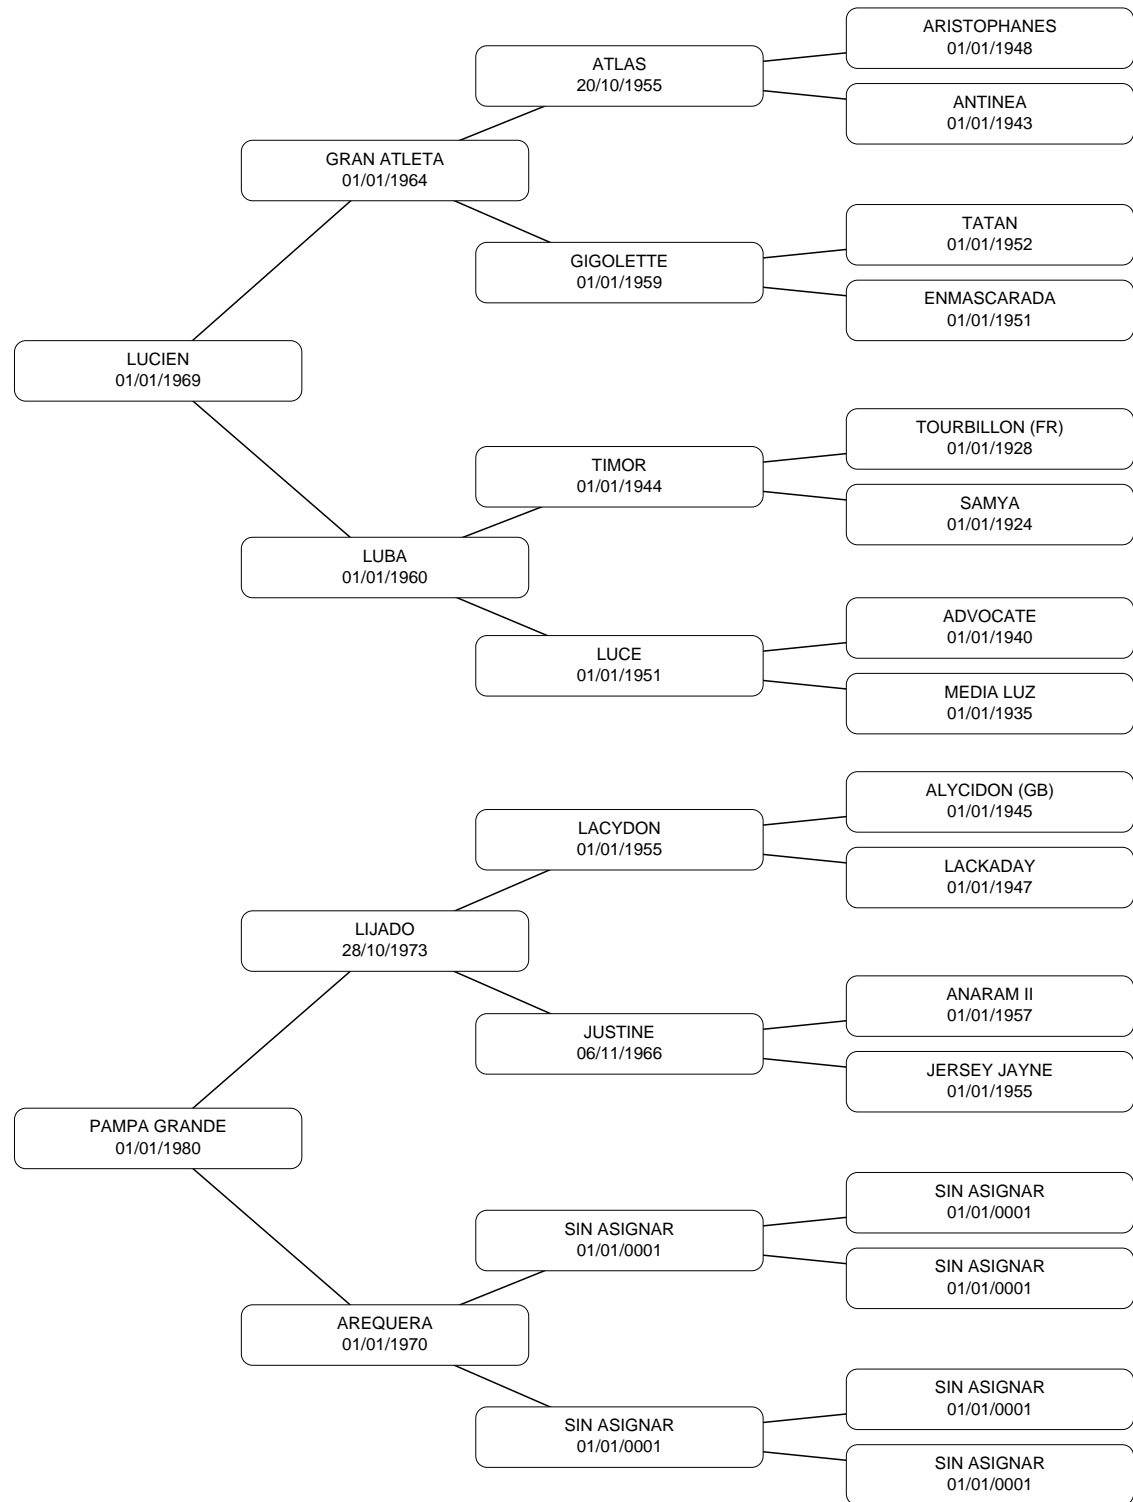 ARISTOPHANES
01/01/1948
ATLAS
20/10/1955
ANTINEA
01/01/1943
GRAN ATLETA
01/01/1964
TATAN
01/01/1952
GIGOLETTE
01/01/1959
ENMASCARADA
01/01/1951
LUCIEN
01/01/1969
TOURBILLON (FR)
01/01/1928
TIMOR
01/01/1944
SAMYA
01/01/1924
LUBA
01/01/1960
ADVOCATE
01/01/1940
LUCE
01/01/1951
MEDIA LUZ
01/01/1935
ALYCIDON (GB)
01/01/1945
LACYDON
01/01/1955
LACKADAY
01/01/1947
LIJADO
28/10/1973
ANARAM II
01/01/1957
JUSTINE
06/11/1966
JERSEY JAYNE
01/01/1955
PAMPA GRANDE
01/01/1980
SIN ASIGNAR
01/01/0001
SIN ASIGNAR
01/01/0001
SIN ASIGNAR
01/01/0001
AREQUERA
01/01/1970
SIN ASIGNAR
01/01/0001
SIN ASIGNAR
01/01/0001
SIN ASIGNAR
01/01/0001